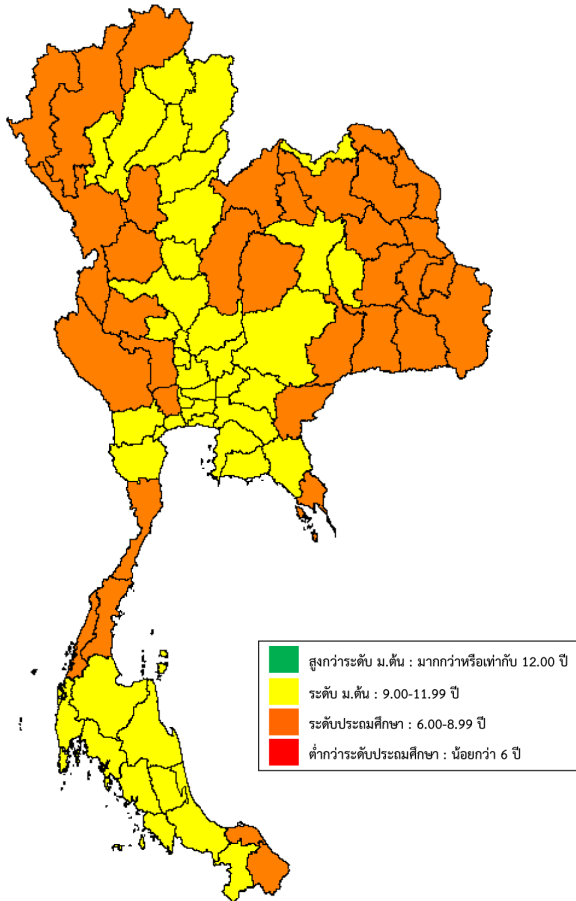 สูงกว่าระดับ ม.ต้น : มากกว่าหรือเท่ากับ 12.00 ปี
ระดับ ม.ต้น : 9.00-11.99 ปี
ระดับประถมศึกษา : 6.00-8.99 ปี
ต่ำกว่าระดับประถมศึกษา : น้อยกว่า 6 ปี